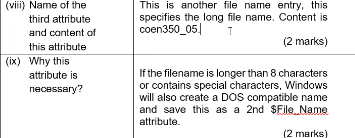 (viii) Name of the
third attribute
and content of
this attribute
This is another file name entry, this
specifies the long file name. Content is
coen350_05.
(2 marks)
(ix) Why this
attribute is
necessary?
If the filename is longer than 8 characters
or contains special characters, Windows
will also create a DOS compatible name
and save this as a 2nd $File_Name
attribute.
(2 marks)